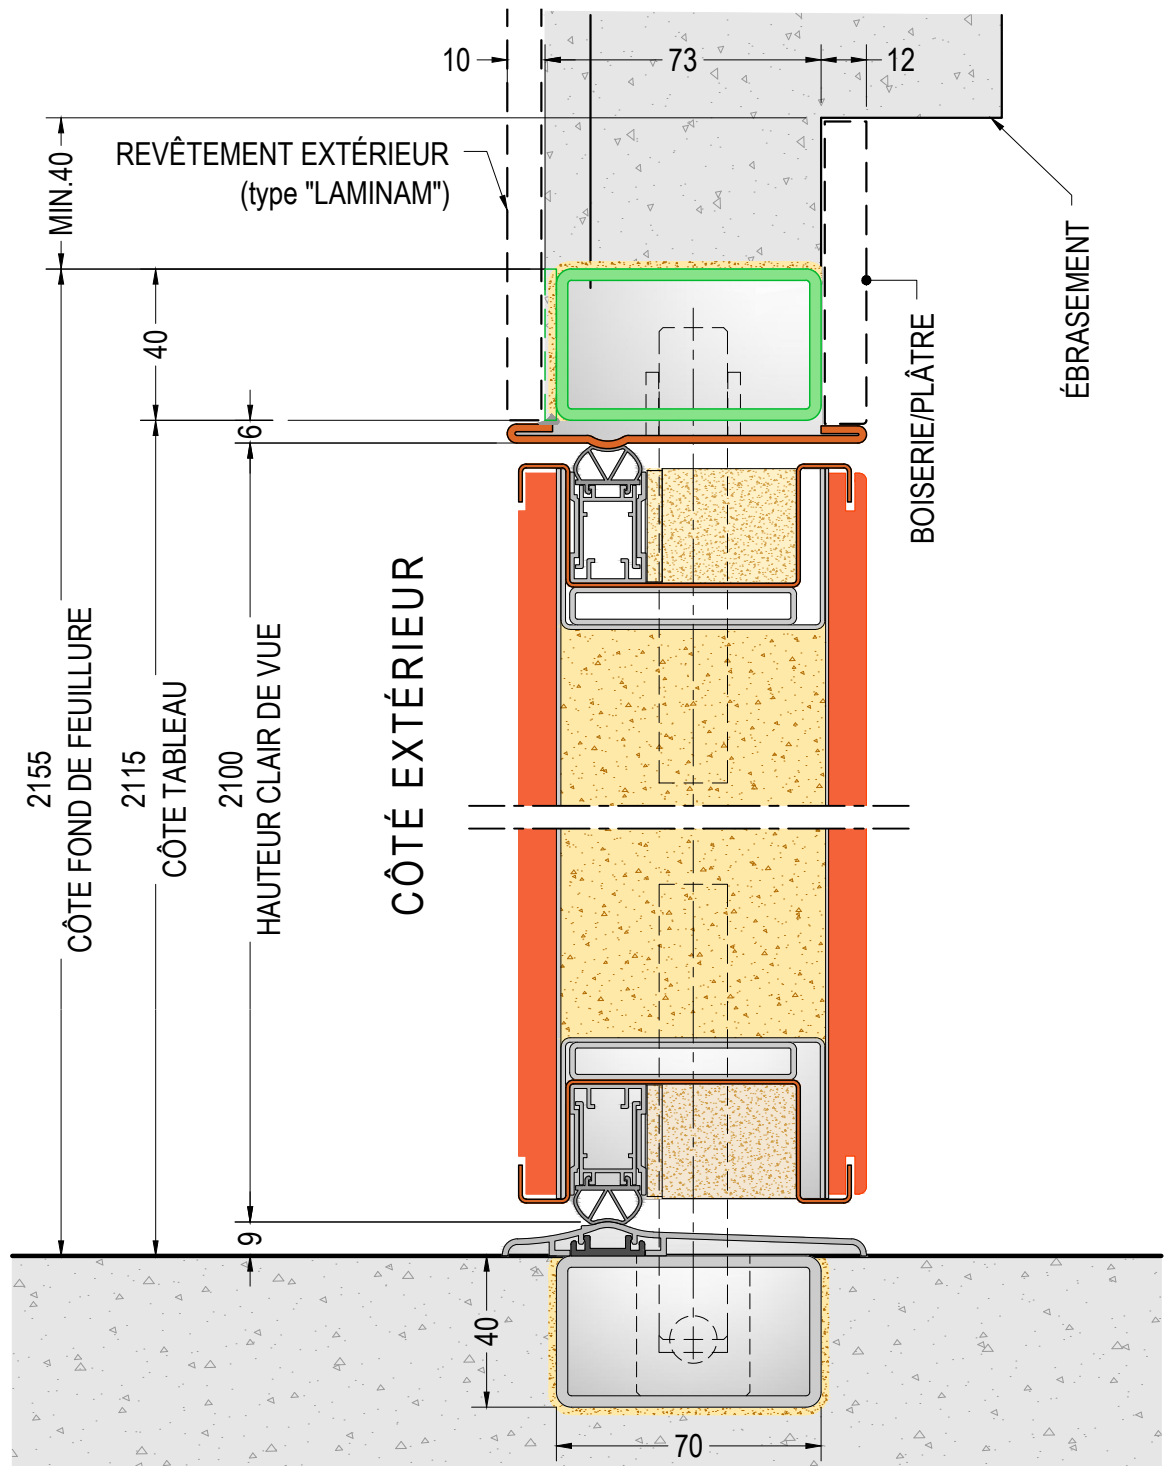 10
73
12
REVÊTEMENT EXTÉRIEUR
(type "LAMINAM")
MIN.40
ÉBRASEMENT
BOISERIE/PLÂTRE
40
6
2155
CÔTE FOND DE FEUILLURE
2115
CÔTE TABLEAU
2100
HAUTEUR CLAIR DE VUE
CÔTÉ EXTÉRIEUR
9
40
70